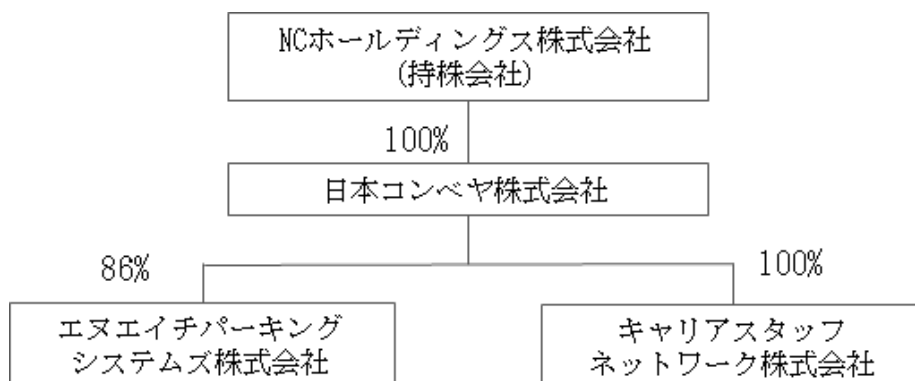 NCホールディングス株式会社
(持株会社)
100%
日本コンベヤ株式会社
86%
100%
エヌエイチパーキング
システムズ株式会社
キャリアスタッフ
ネットワーク株式会社